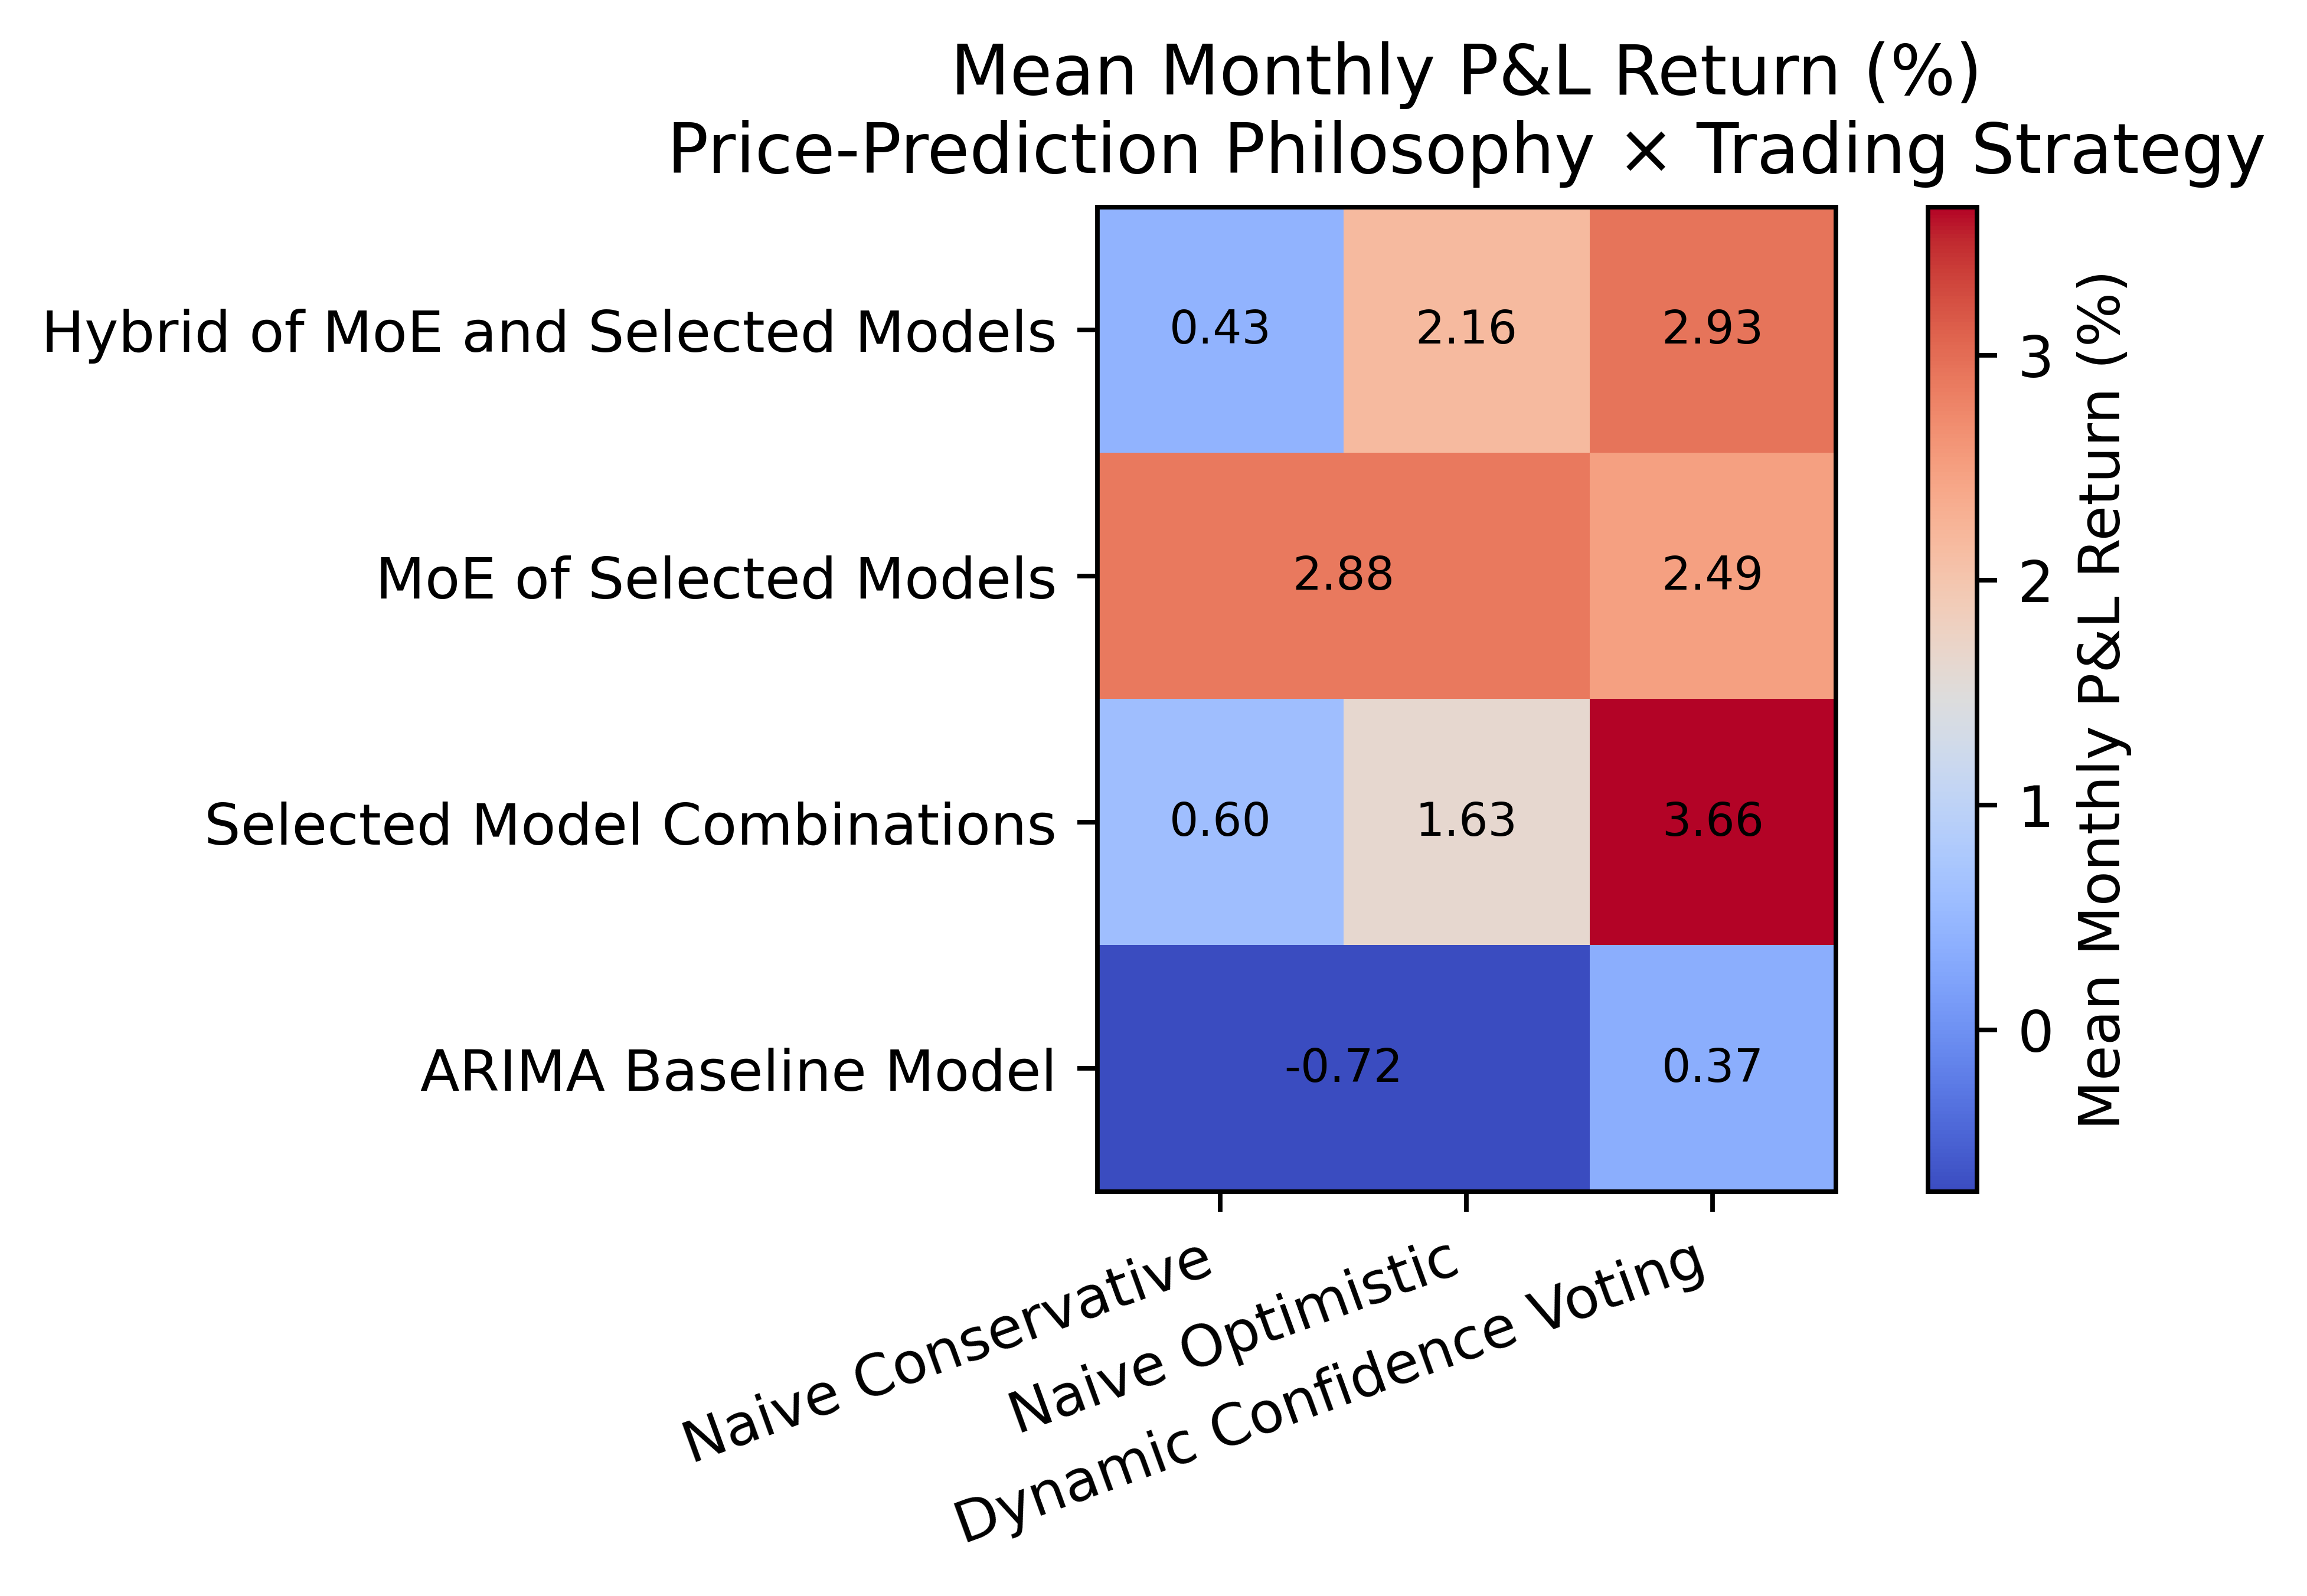 Mean Monthly P&L Return (%)
Price-Prediction Philosophy × Trading Strategy
Hybrid of MoE and Selected Models
0.43 2.16 2.93
MoE of Selected Models
2.88 2.49
Selected Model Combinations
0.60 1.63 3.66
ARIMA Baseline Model
-0.72 0.37
Naive Conservative
Naive Optimistic
Dynamic Confidence Voting
3
2
1
0
Mean Monthly P&L Return (%)